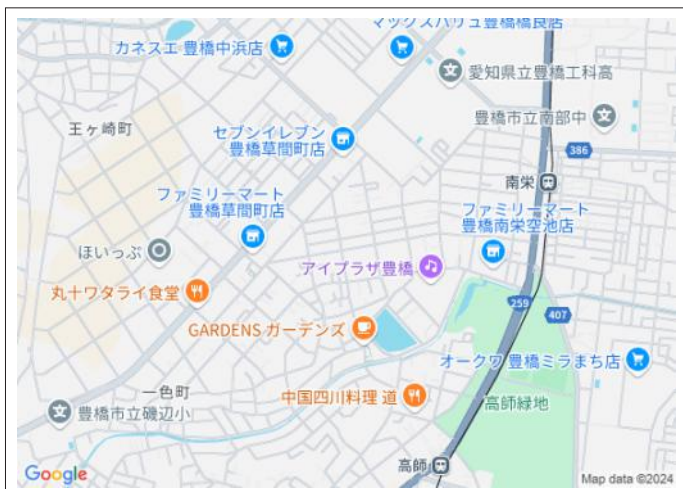 マックスバリュ豊橋橋良店
カネスエ 豊橋中浜店
愛知県立豊橋工科高
豊橋市立南部中
王ヶ崎町
セブンイレブン
豊橋草間町店
386
南栄
ファミリーマート
豊橋草間町店
ファミリーマート
豊橋南栄空池店
ほいっぷ
アイプラザ豊橋
丸十ワタライ食堂
259
407
GARDENS ガーデンズ
オークワ 豊橋ミラまち店
一色町
中国四川料理 道
豊橋市立磯辺小
高師緑地
高師
Google
Map data ©2024